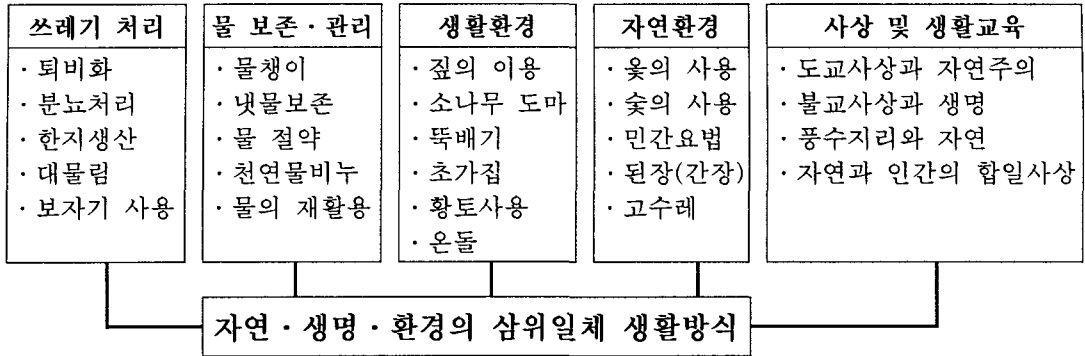 쓰레기 처리
· 퇴비화
· 분뇨처리
· 한지생산
· 대물림
· 보자기 사용
물 보존 · 관리
· 물챙이
· 냇물보존
· 물 절약
· 천연물비누
· 물의 재활용
생활환경
· 짚의 이용
· 소나무 도마
· 뚝배기
· 초가집
· 황토사용
· 온돌
자연환경
· 옻의 사용
· 숯의 사용
· 민간요법
· 된장(간장)
· 고수레
사상 및 생활교육
· 도교사상과 자연주의
· 불교사상과 생명
· 풍수지리와 자연
· 자연과 인간의 합일사상
자연 · 생명 · 환경의 삼위일체 생활방식